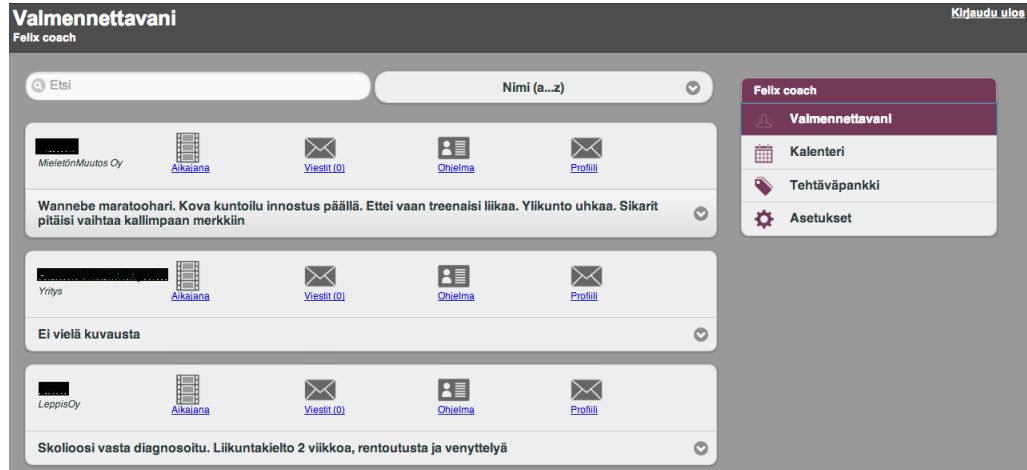 Valmennettavani
Felix coach
Kirjaudu ulos
Etsi
Nimi (a...z)
MieletönMuutos Oy
Aikajana
Viestit (0)
Ohjelma
Profiili
Wannebe maratoohari. Kova kuntoilu innostus päällä. Ettei vaan treenaisi liikaa. Ylikunto uhkaa. Sikarit
pitäisi vaihtaa kallimpaan merkkiin
Yritys
Aikajana
Viestit (0)
Ohjelma
Profiili
Ei vielä kuvausta
LeppisOy
Aikajana
Viestit (0)
Ohjelma
Profiili
Skolioosi vasta diagnosoitu. Liikuntakielto 2 viikkoa, rentoutusta ja venyttelyä
Felix coach
Valmennettavani
Kalenteri
Tehtäväpankki
Asetukset